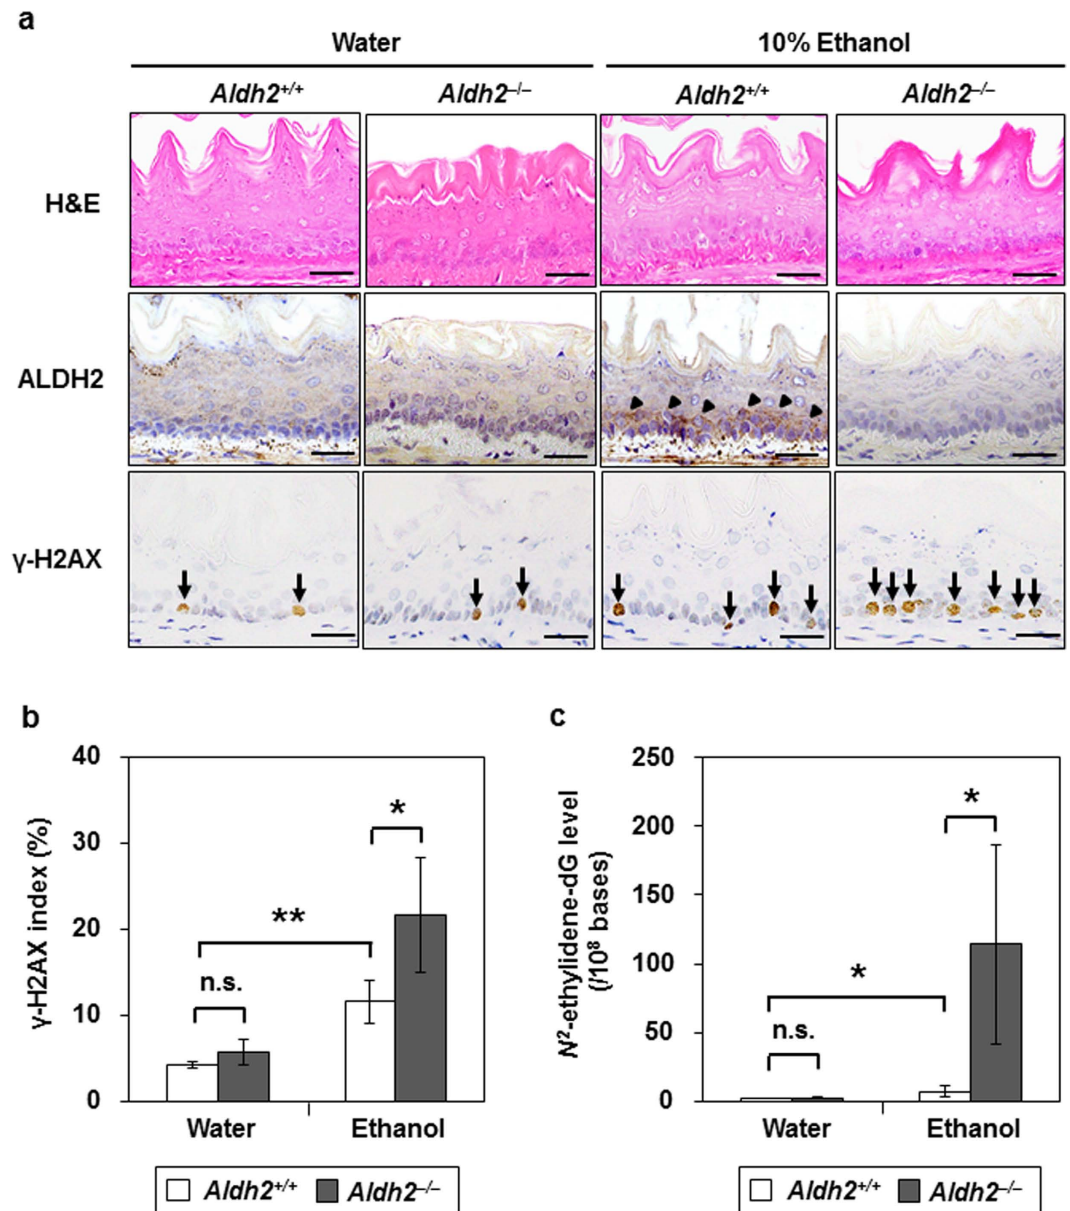 a
Water 10% Ethanol
Aldh2+/+ Aldh2–/– Aldh2+/+ Aldh2–/–
H&E
ALDH2
γ-H2AX
b
γ-H2AX index (%)
40
30
20
10
0
n.s.
**
*
Water Ethanol
Aldh2+/+ Aldh2–/–
c
N2-ethylidene-dG level
(/10⁸ bases)
250
200
150
100
50
0
n.s.
*
*
Water Ethanol
Aldh2+/+ Aldh2–/–